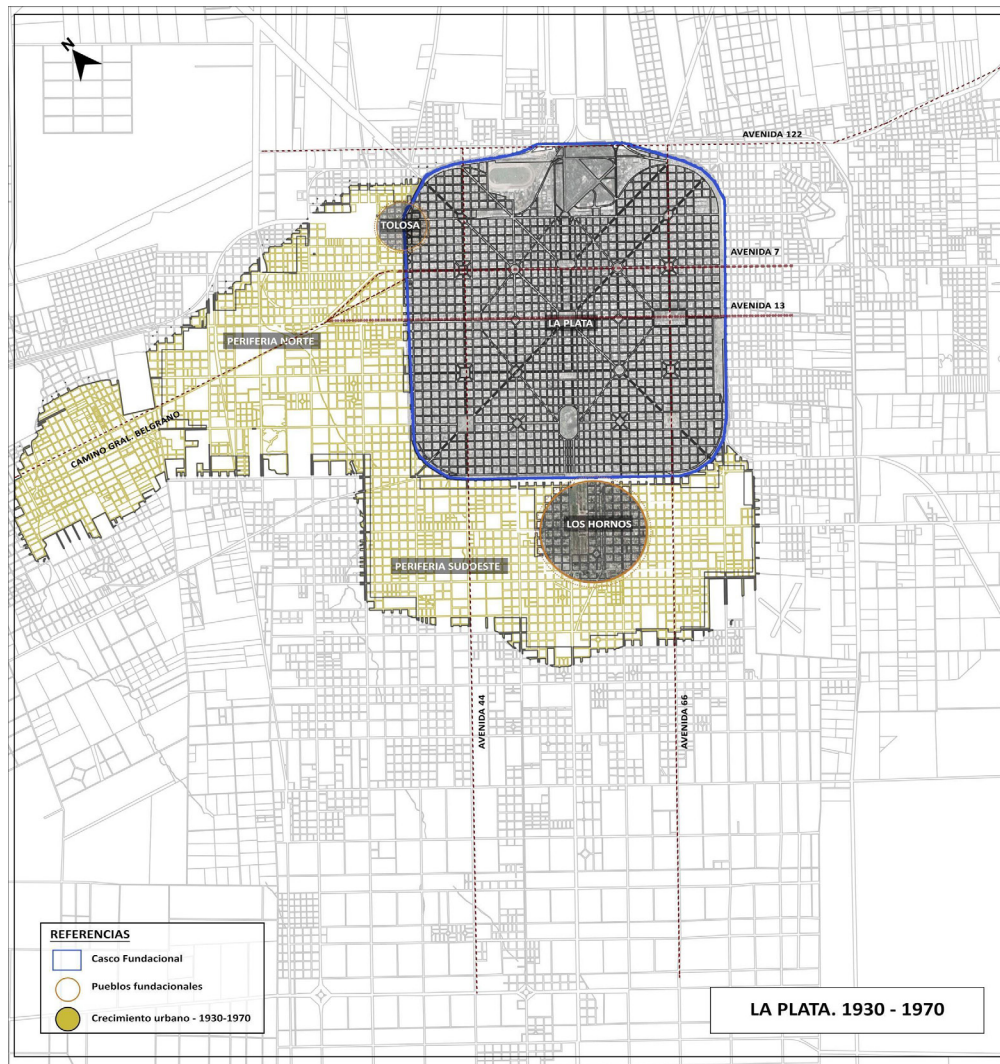 N
AVENIDA 122
TOLOSA
AVENIDA 7
AVENIDA 13
LA PLATA
PERIFERIA NORTE
CAMINO GRAL. BELGRANO
LOS HORNOS
PERIFERIA SUDOESTE
AVENIDA 44
AVENIDA 66
REFERENCIAS
Casco Fundacional
Pueblos fundacionales
Crecimiento urbano - 1930-1970
LA PLATA. 1930 - 1970